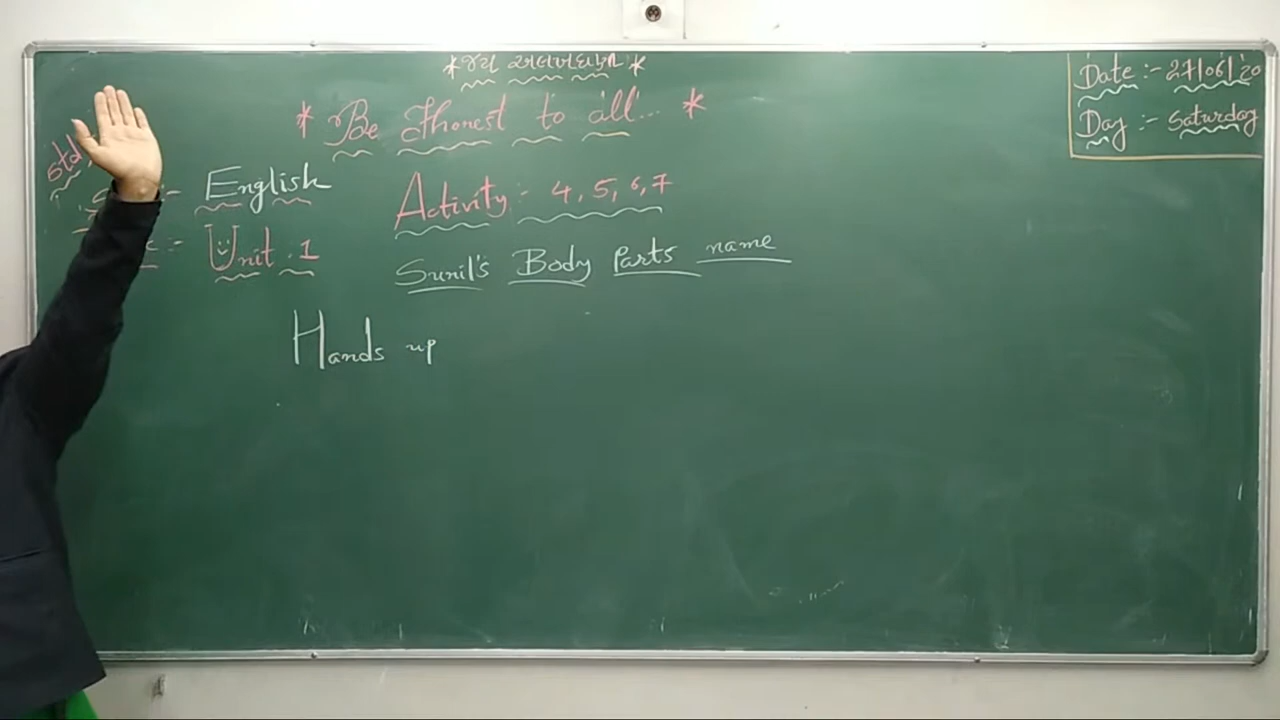 *જય સ્વામિનારાયણ*
* Be Honest to all... *
Date :- 27/06/20
Day :- Saturday
std
:- English
Activity :- 4, 5, 6, 7
:- Unit . 1
Sunil's Body Parts name
Hands up